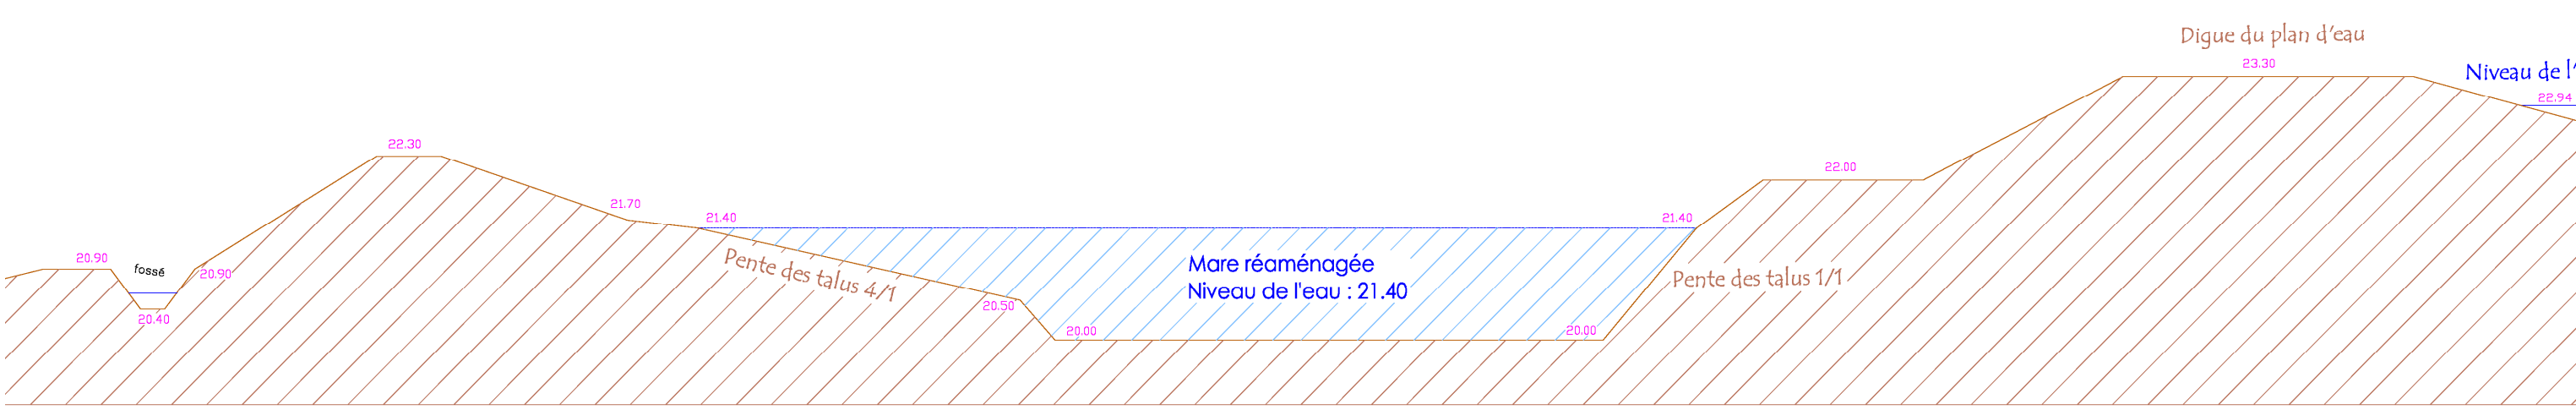 Digue du plan d'eau
23.30
Niveau de l'
22.94
22.30
22.00
21.70
21.40
21.40
20.90
fossé
20.90
Pente des talus 4/1
Mare réaménagée
Niveau de l'eau : 21.40
Pente des talus 1/1
20.50
20.40
20.00
20.00